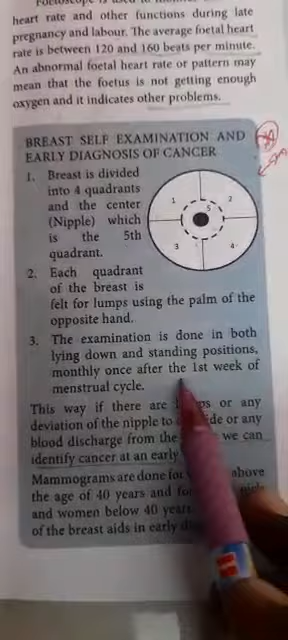 heart rate and other functions during late
pregnancy and labour. The average foetal heart
rate is between 120 and 160 beats per minute.
An abnormal foetal heart rate or pattern may
mean that the foetus is not getting enough
oxygen and it indicates other problems.
BREAST SELF EXAMINATION AND
EARLY DIAGNOSIS OF CANCER
1. Breast is divided
into 4 quadrants
and the center
(Nipple) which
is the 5th
quadrant.
1
2
5
3
4
2. Each quadrant
of the breast is
felt for lumps using the palm of the
opposite hand.
3. The examination is done in both
lying down and standing positions,
monthly once after the 1st week of
menstrual cycle.
This way if there are or any
deviation of the nipple to or any
blood discharge from the we can
identify cancer at an early
Mammograms are done for above
the age of 40 years and
and women below 40 years
of the breast aids in early